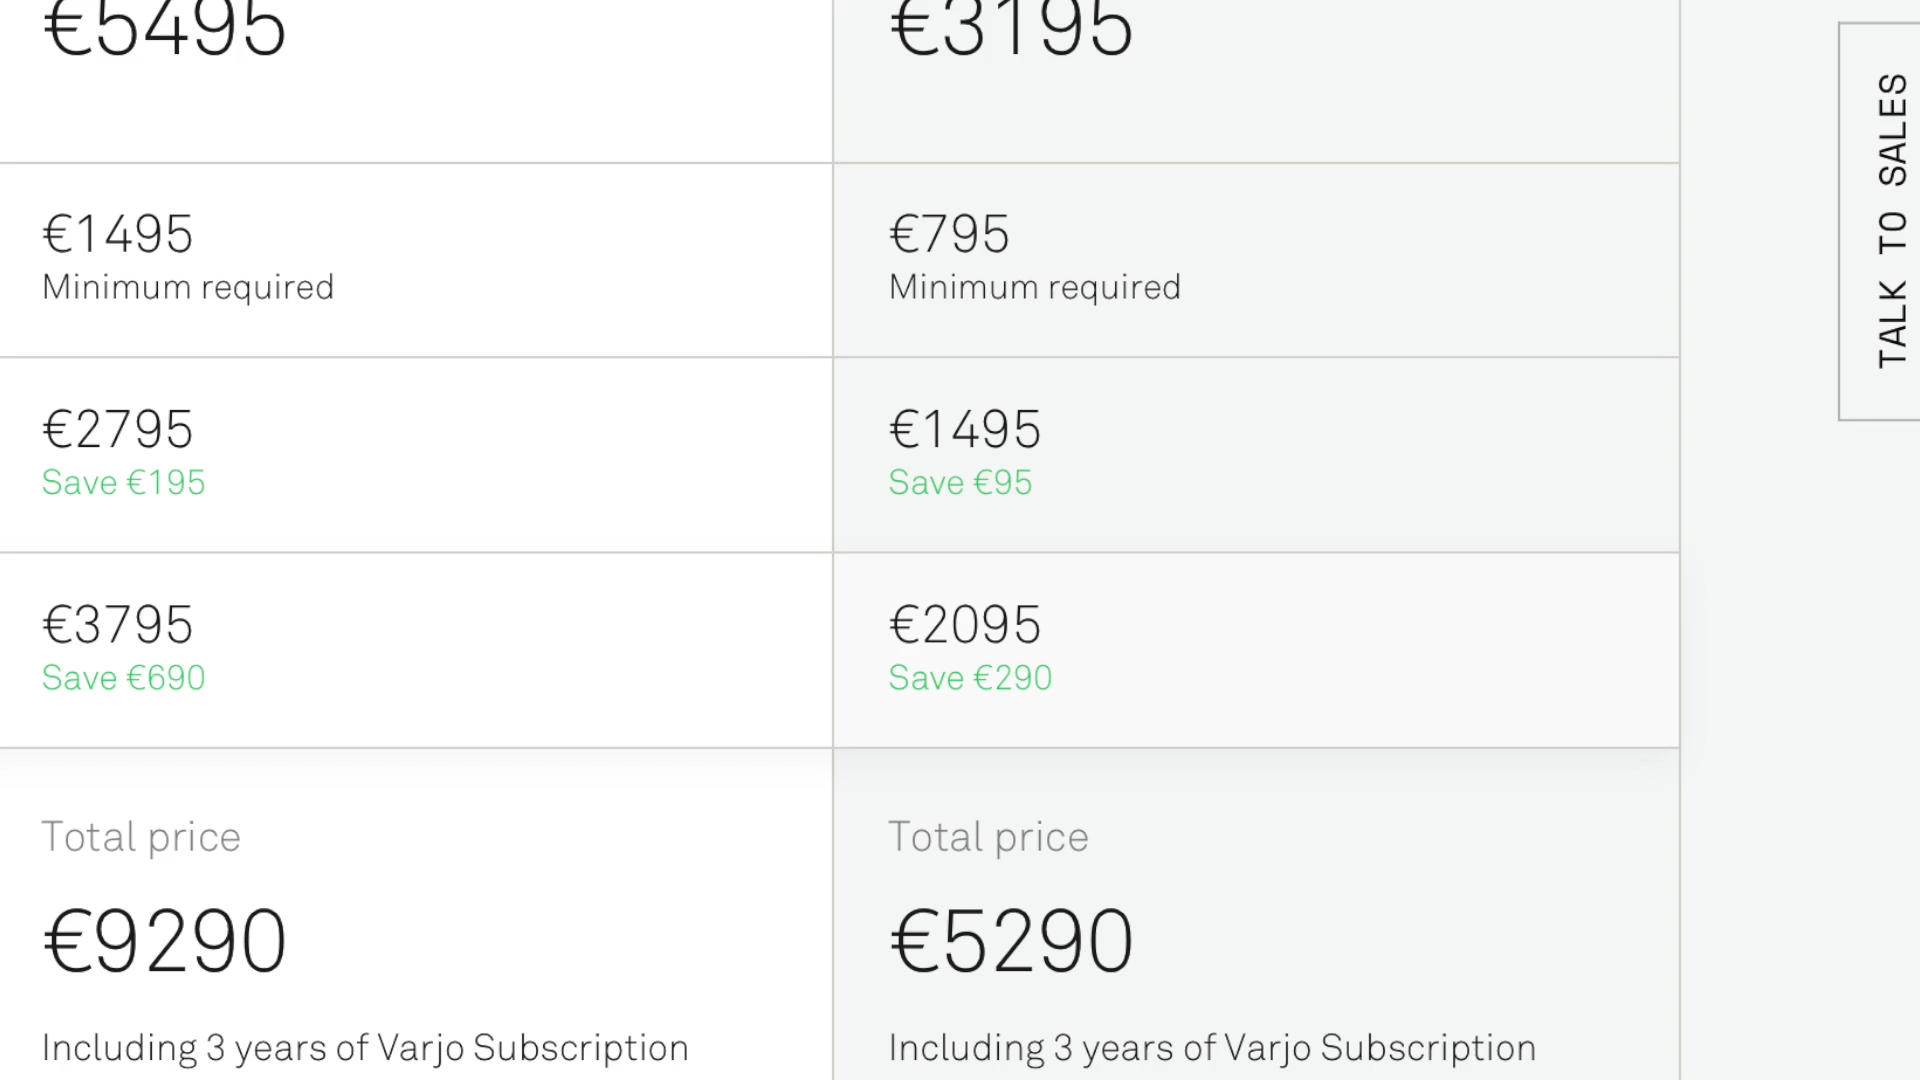 €5495
€3195
€1495
Minimum required
€795
Minimum required
€2795
Save €195
€1495
Save €95
€3795
Save €690
€2095
Save €290
Total price
€9290
Including 3 years of Varjo Subscription
Total price
€5290
Including 3 years of Varjo Subscription
TALK TO SALES